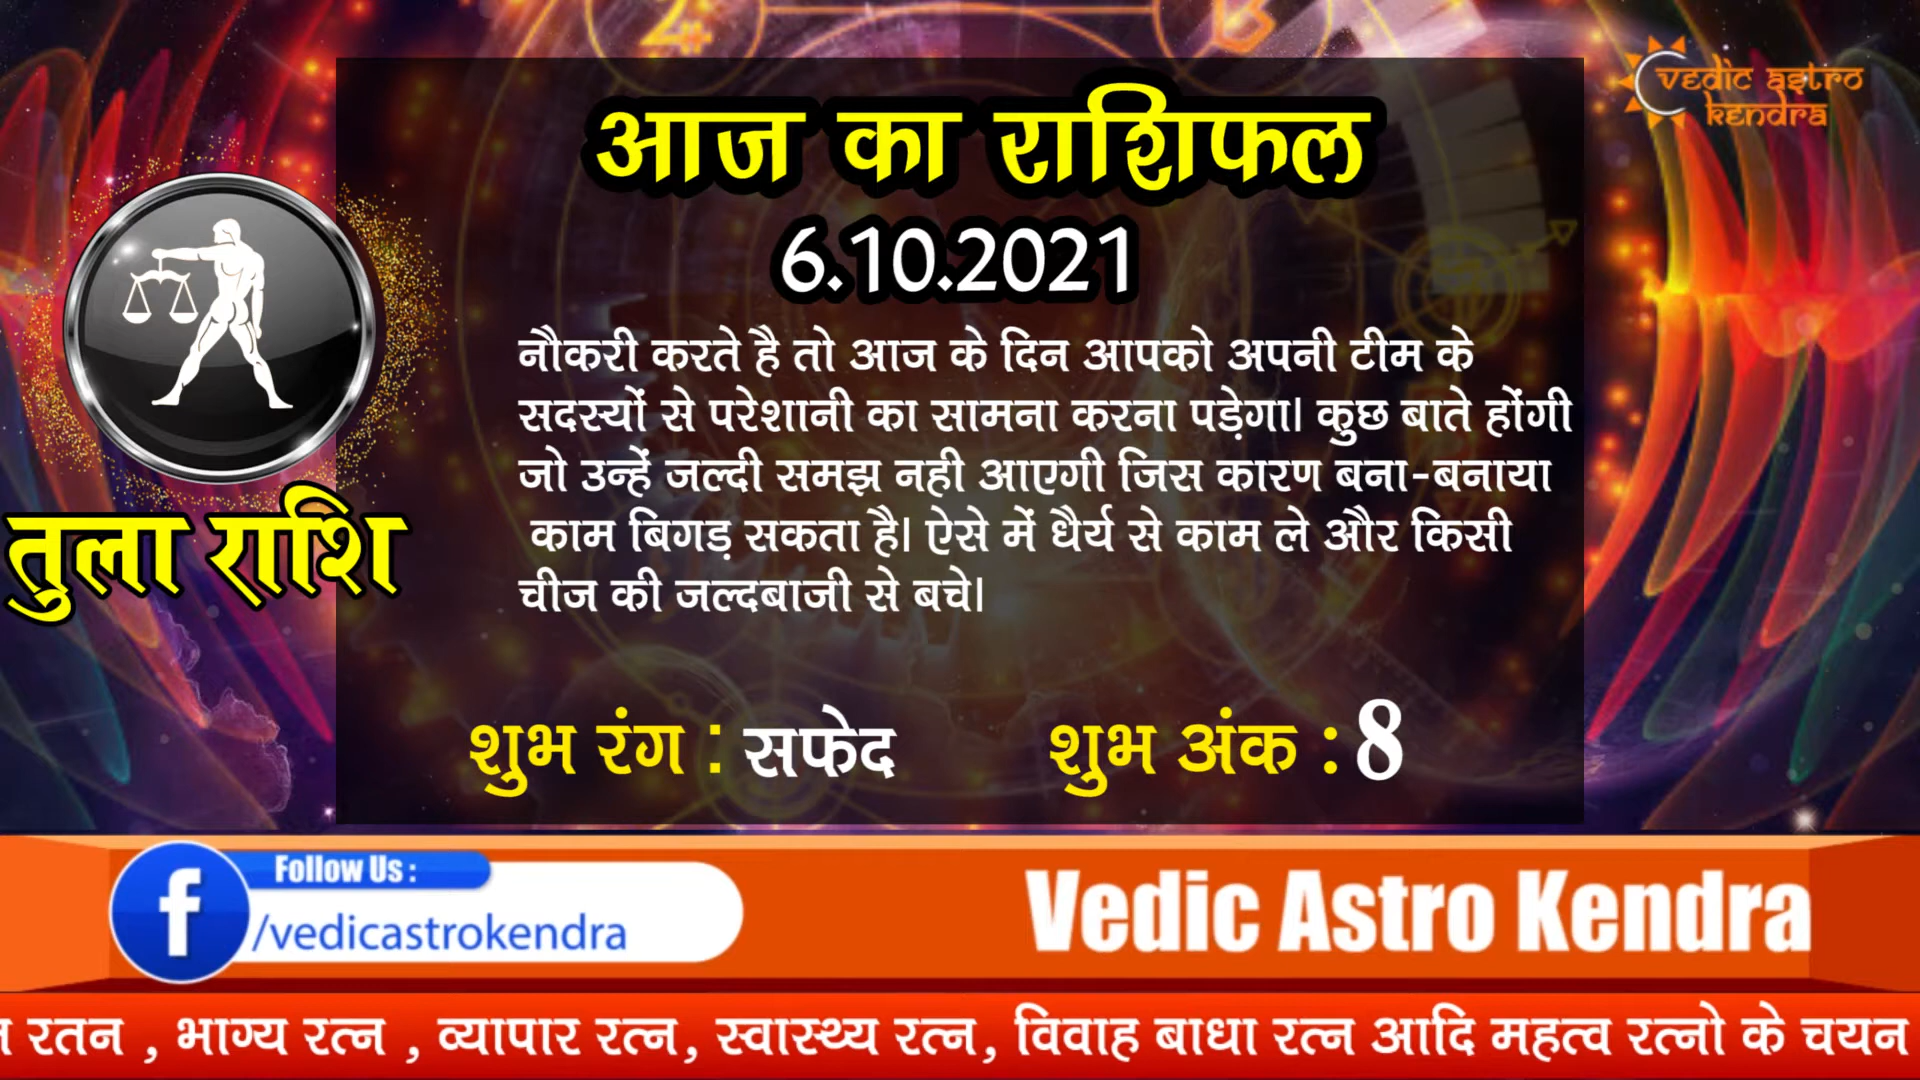 vedic astro
kendra
आज का राशिफल
6.10.2021
नौकरी करते है तो आज के दिन आपको अपनी टीम के
सदस्यों से परेशानी का सामना करना पड़ेगा। कुछ बाते होंगी
जो उन्हें जल्दी समझ नही आएगी जिस कारण बना-बनाया
काम बिगड़ सकता है। ऐसे में धैर्य से काम ले और किसी
चीज की जल्दबाजी से बचे।
तुला राशि
शुभ रंग : सफेद
शुभ अंक : 8
Follow Us :
/vedicastrokendra
Vedic Astro Kendra
रतन , भाग्य रत्न , व्यापार रत्न, स्वास्थ्य रत्न, विवाह बाधा रत्न आदि महत्व रत्नो के चयन